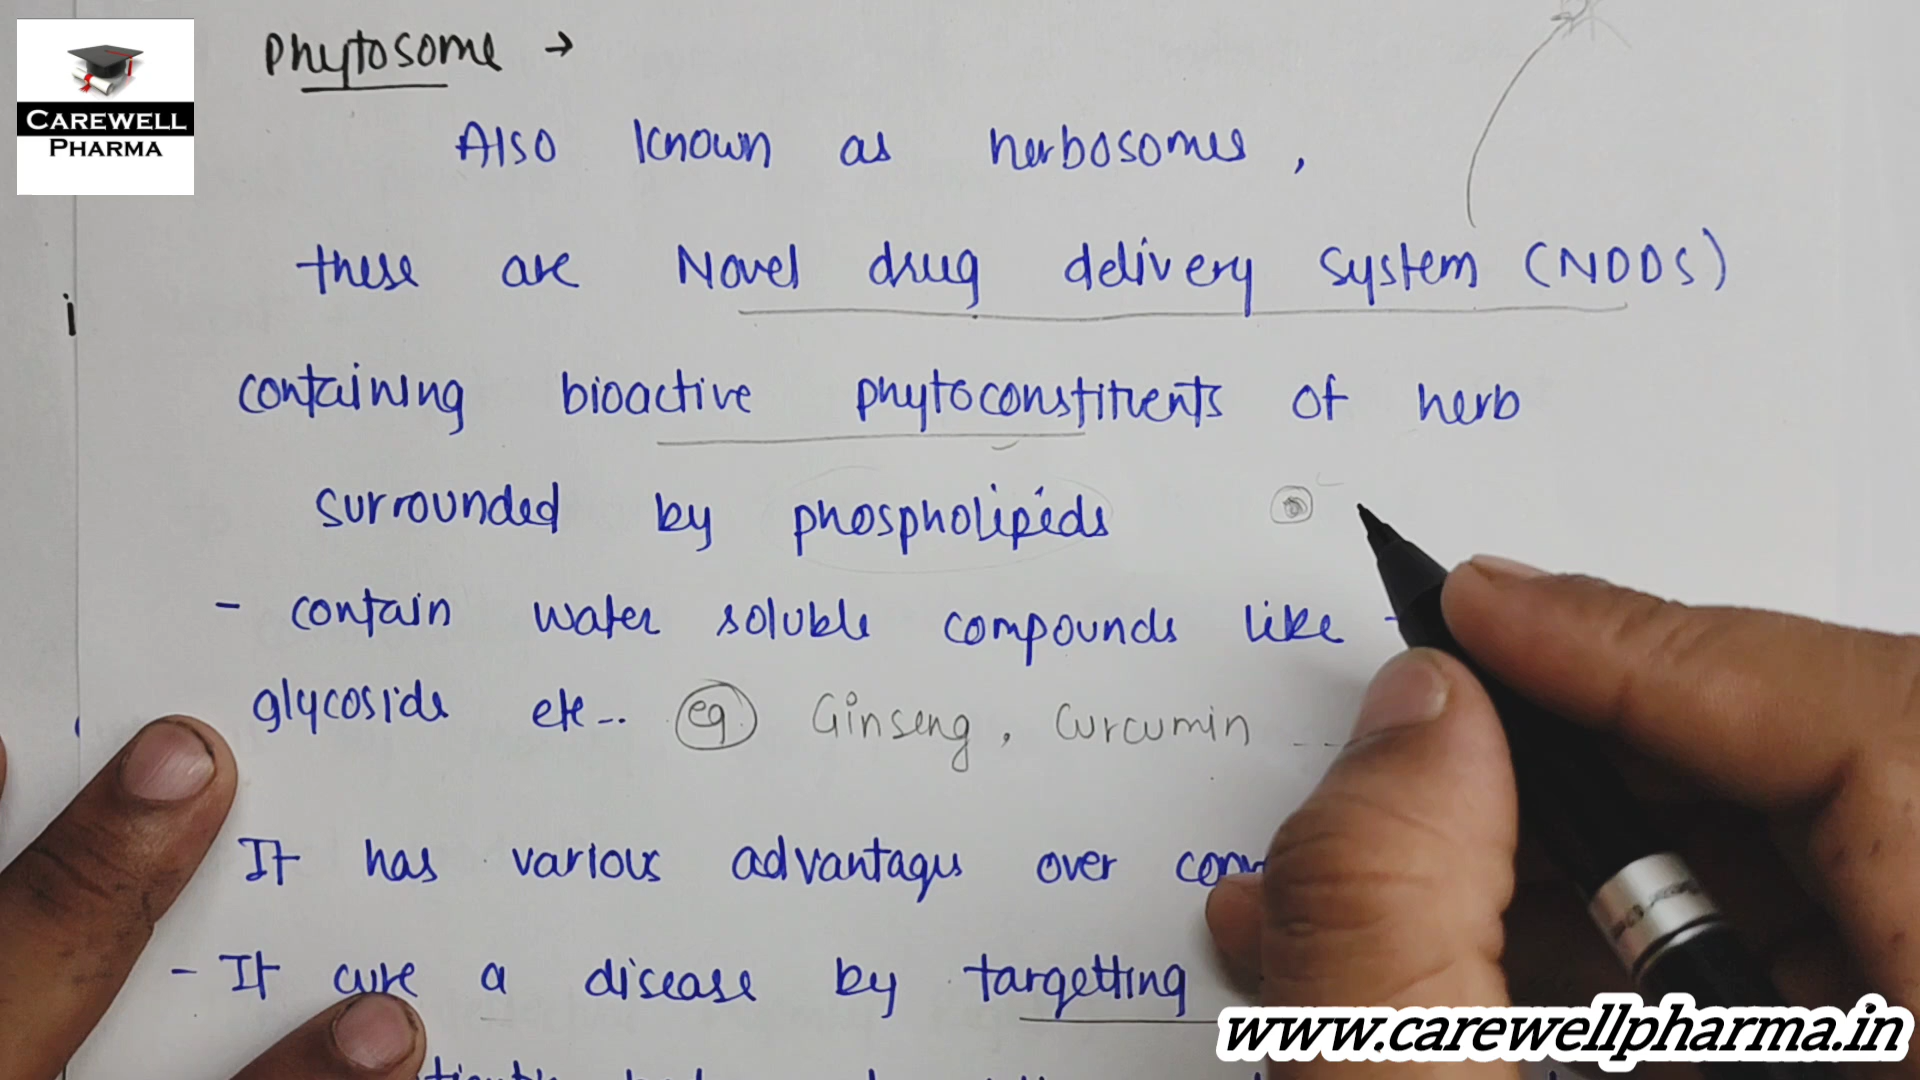 CAREWELL
PHARMA
Phytosome →
Also known as herbosomes,
these are Novel drug delivery system (NDDS)
i
containing bioactive phytoconstituents of herb
surrounded by phospholipids
- contain water soluble compounds like
glycoside etc... eg Ginseng, Curcumin ...
It has various advantages over
- It cure a disease by targetting
www.carewellpharma.in